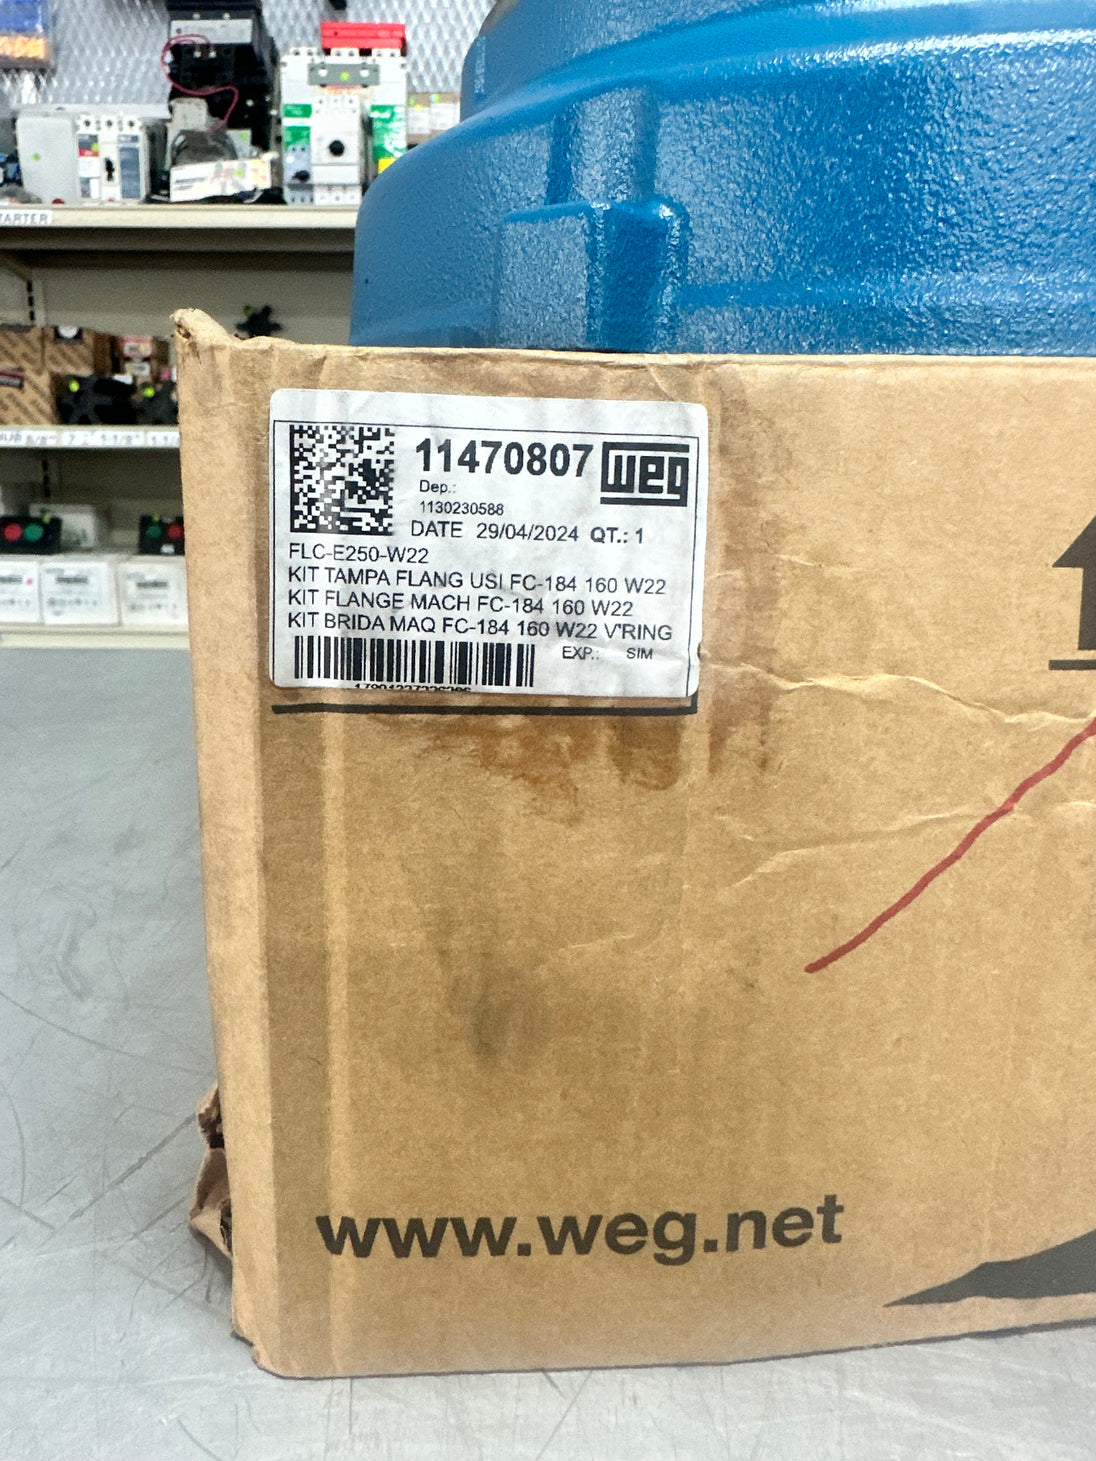 TARTER
11470807
weg
Dep.:
1130230588
DATE 29/04/2024 QT.: 1
FLC-E250-W22
KIT TAMPA FLANG USI FC-184 160 W22
KIT FLANGE MACH FC-184 160 W22
KIT BRIDA MAQ FC-184 160 W22 V'RING
EXP.: SIM
www.weg.net